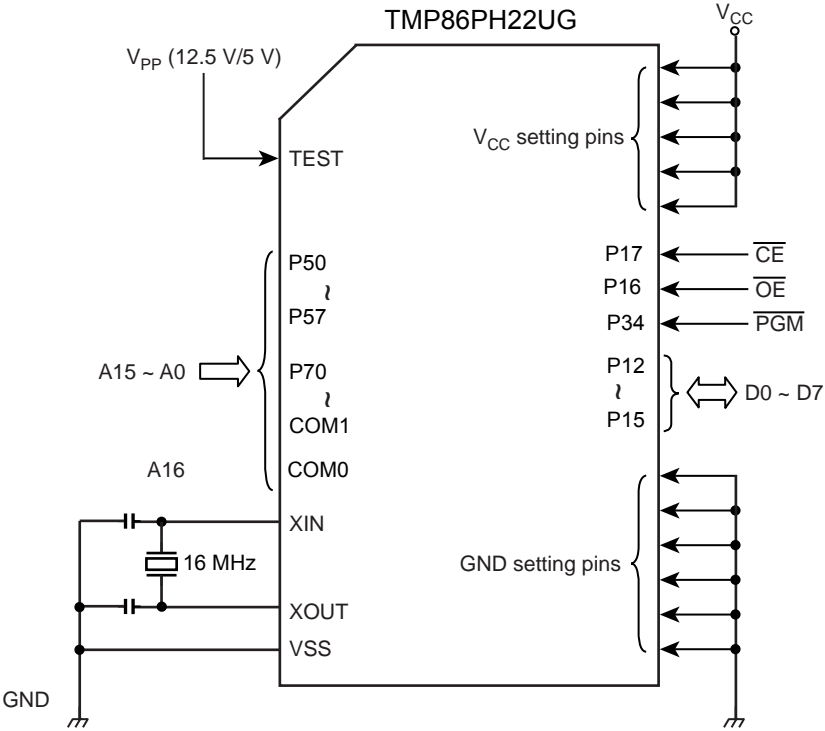 TMP86PH22UG
VCC
VPP (12.5 V/5 V)
VCC setting pins
TEST
P17
CE
P50
P16
OE
~
P57
P34
PGM
A15 ~ A0
P70
P12
~
~
D0 ~ D7
COM1
P15
A16
COM0
XIN
16 MHz
GND setting pins
XOUT
VSS
GND